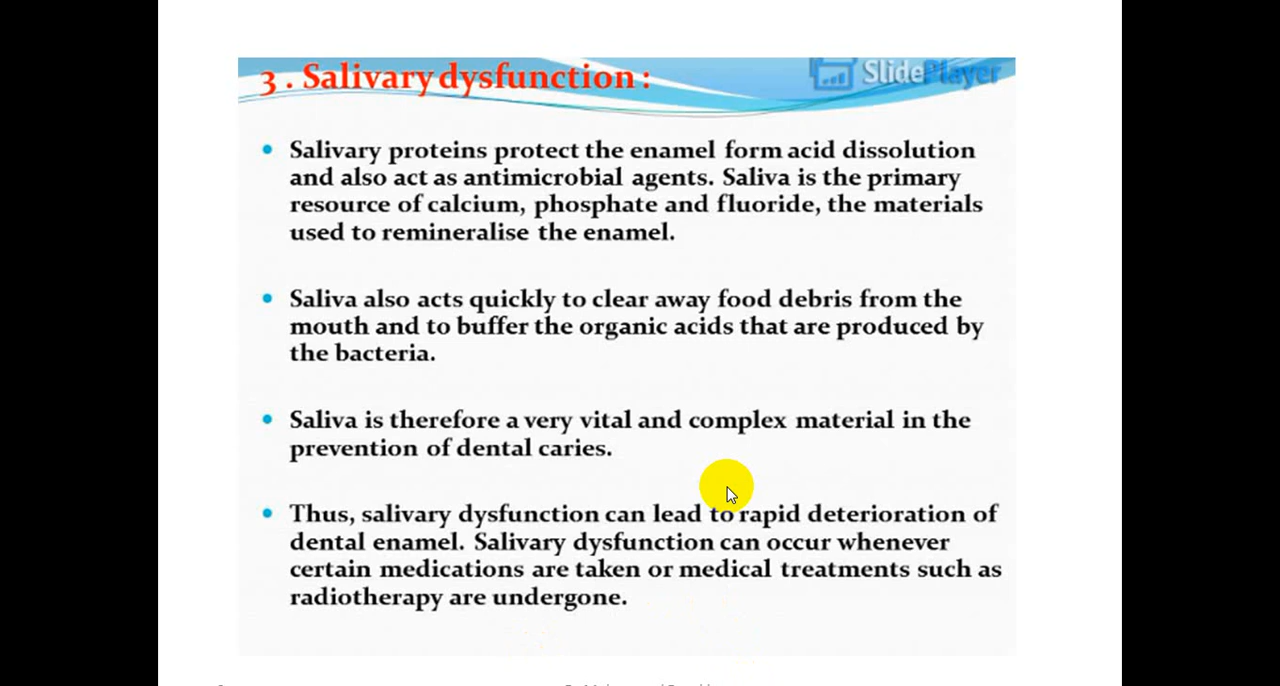 3 . Salivary dysfunction :
SlidePlayer
Salivary proteins protect the enamel form acid dissolution
and also act as antimicrobial agents. Saliva is the primary
resource of calcium, phosphate and fluoride, the materials
used to remineralise the enamel.
Saliva also acts quickly to clear away food debris from the
mouth and to buffer the organic acids that are produced by
the bacteria.
Saliva is therefore a very vital and complex material in the
prevention of dental caries.
Thus, salivary dysfunction can lead to rapid deterioration of
dental enamel. Salivary dysfunction can occur whenever
certain medications are taken or medical treatments such as
radiotherapy are undergone.